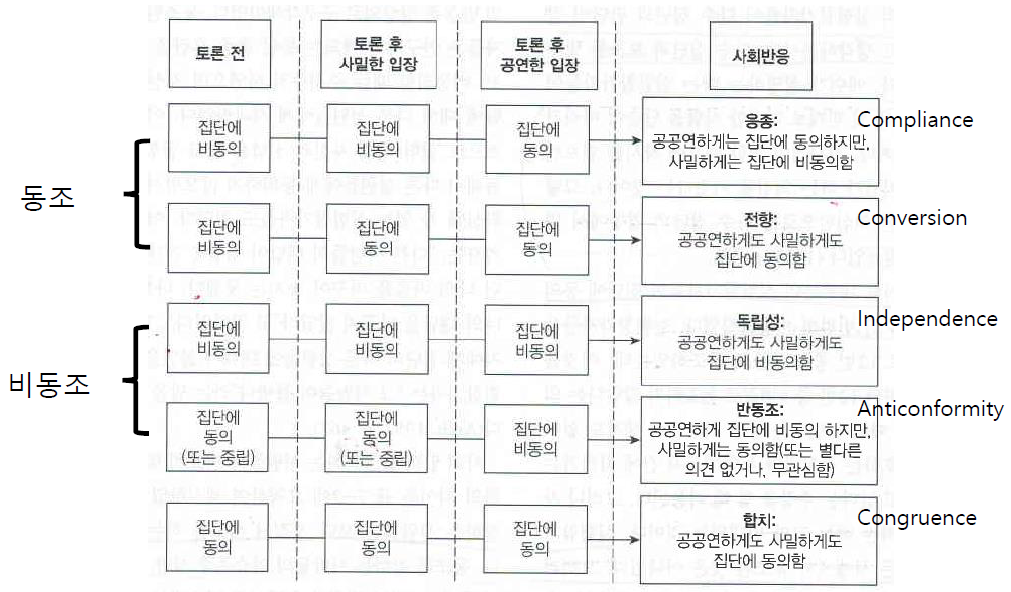 토론 전
토론 후
사밀한 입장
토론 후
공연한 입장
사회반응
동조
집단에
비동의
집단에
비동의
집단에
동의
응종:
공공연하게는 집단에 동의하지만,
사밀하게는 집단에 비동의함
Compliance
집단에
비동의
집단에
동의
집단에
동의
전향:
공공연하게도 사밀하게도
집단에 동의함
Conversion
비동조
집단에
비동의
집단에
비동의
집단에
비동의
독립성:
공공연하게도 사밀하게도
집단에 비동의함
Independence
집단에
동의
(또는 중립)
집단에
동의
(또는 중립)
집단에
비동의
반동조:
공공연하게 집단에 비동의 하지만,
사밀하게는 동의함(또는 별다른
의견 없거나, 무관심함)
Anticonformity
집단에
동의
집단에
동의
집단에
동의
합치:
공공연하게도 사밀하게도
집단에 동의함
Congruence